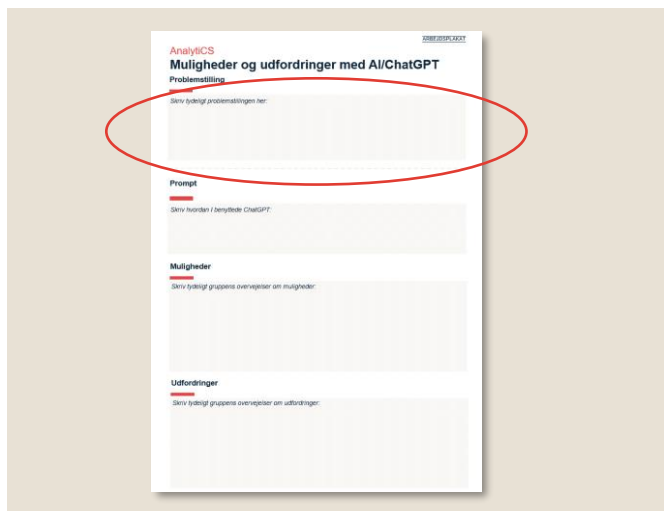 ARBEJDSPLAKAT
AnalytiCS
Muligheder og udfordringer med AI/ChatGPT
Problemstilling
Skriv tydeligt problemstillingen her:
Prompt
Skriv hvordan I benyttede ChatGPT:
Muligheder
Skriv tydeligt gruppens overvejelser om muligheder:
Udfordringer
Skriv tydeligt gruppens overvejelser om udfordringer: